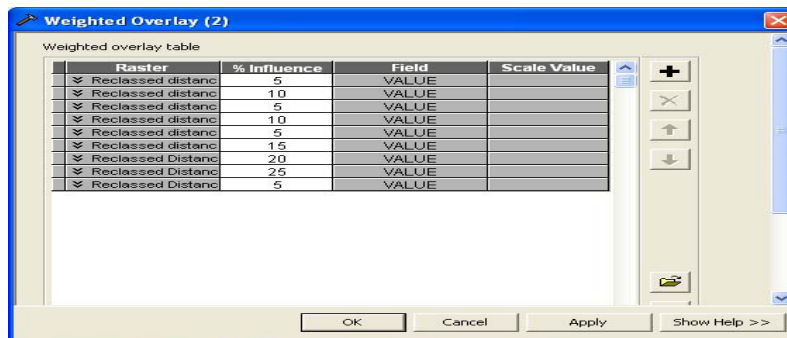 Weighted Overlay (2)
Weighted overlay table
Raster % Influence Field Scale Value
Reclassed distanc 5 VALUE
Reclassed distanc 10 VALUE
Reclassed distanc 5 VALUE
Reclassed distanc 10 VALUE
Reclassed distanc 5 VALUE
Reclassed distanc 15 VALUE
Reclassed Distanc 20 VALUE
Reclassed Distanc 25 VALUE
Reclassed Distanc 5 VALUE
OK Cancel Apply Show Help >>